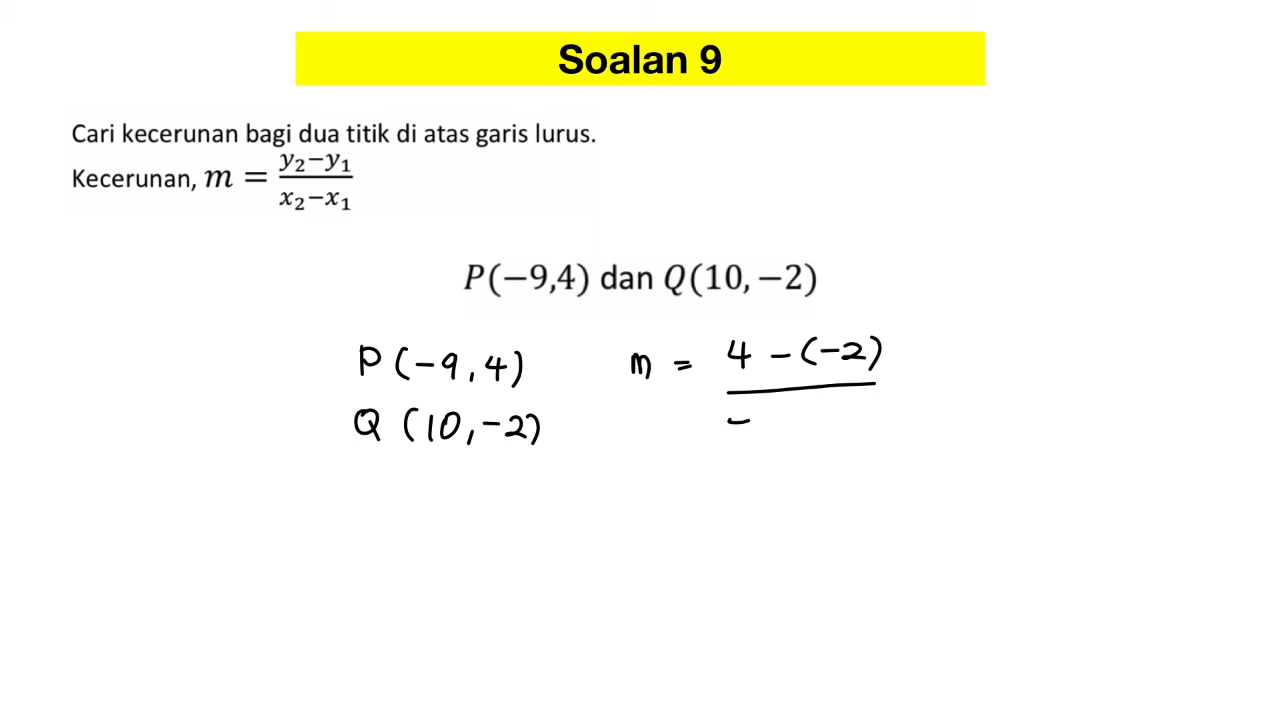 Soalan 9
Cari kecerunan bagi dua titik di atas garis lurus.
Kecerunan, m = y₂−y₁ / x₂−x₁
P(−9,4) dan Q(10, −2)
P (-9, 4)
Q (10, -2)
m = 4 - (-2) / -